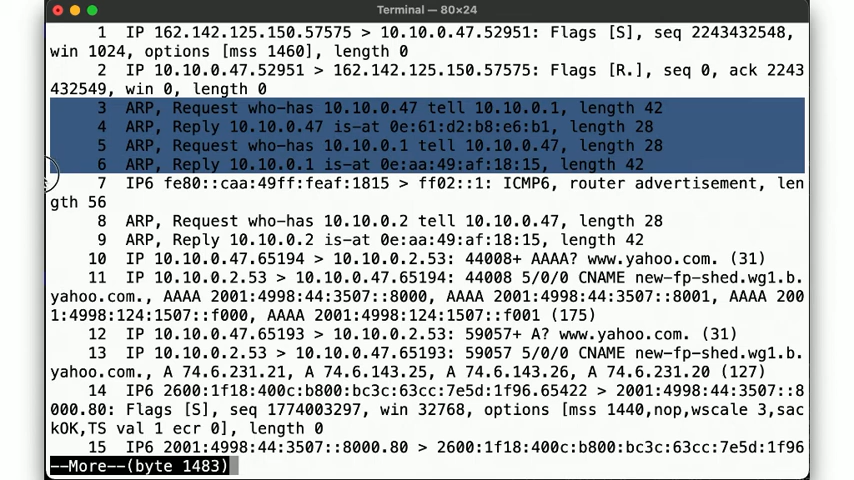 Terminal — 80×24
1 IP 162.142.125.150.57575 > 10.10.0.47.52951: Flags [S], seq 2243432548,
win 1024, options [mss 1460], length 0
2 IP 10.10.0.47.52951 > 162.142.125.150.57575: Flags [R.], seq 0, ack 2243
432549, win 0, length 0
3 ARP, Request who-has 10.10.0.47 tell 10.10.0.1, length 42
4 ARP, Reply 10.10.0.47 is-at 0e:61:d2:b8:e6:b1, length 28
5 ARP, Request who-has 10.10.0.1 tell 10.10.0.47, length 28
6 ARP, Reply 10.10.0.1 is-at 0e:aa:49:af:18:15, length 42
7 IP6 fe80::caa:49ff:feaf:1815 > ff02::1: ICMP6, router advertisement, len
gth 56
8 ARP, Request who-has 10.10.0.2 tell 10.10.0.47, length 28
9 ARP, Reply 10.10.0.2 is-at 0e:aa:49:af:18:15, length 42
10 IP 10.10.0.47.65194 > 10.10.0.2.53: 44008+ AAAA? www.yahoo.com. (31)
11 IP 10.10.0.2.53 > 10.10.0.47.65194: 44008 5/0/0 CNAME new-fp-shed.wg1.b.
yahoo.com., AAAA 2001:4998:44:3507::8000, AAAA 2001:4998:44:3507::8001, AAAA 200
1:4998:124:1507::f000, AAAA 2001:4998:124:1507::f001 (175)
12 IP 10.10.0.47.65193 > 10.10.0.2.53: 59057+ A? www.yahoo.com. (31)
13 IP 10.10.0.2.53 > 10.10.0.47.65193: 59057 5/0/0 CNAME new-fp-shed.wg1.b.
yahoo.com., A 74.6.231.21, A 74.6.143.25, A 74.6.143.26, A 74.6.231.20 (127)
14 IP6 2600:1f18:400c:b800:bc3c:63cc:7e5d:1f96.65422 > 2001:4998:44:3507::8
000.80: Flags [S], seq 1774003297, win 32768, options [mss 1440,nop,wscale 3,sac
kOK,TS val 1 ecr 0], length 0
15 IP6 2001:4998:44:3507::8000.80 > 2600:1f18:400c:b800:bc3c:63cc:7e5d:1f96
--More--(byte 1483)